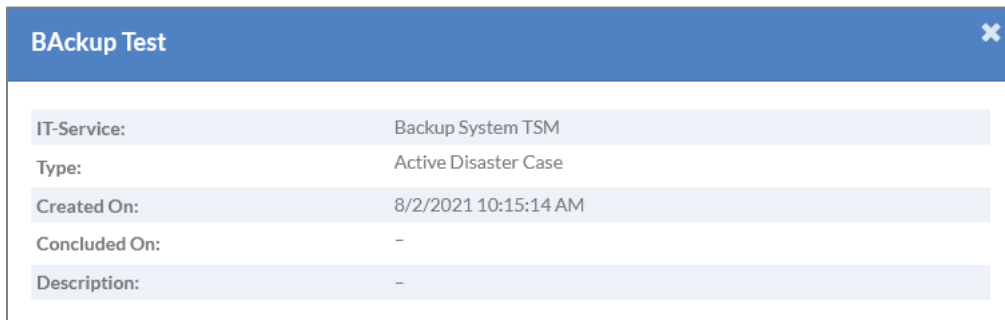 BAckup Test
IT-Service: Backup System TSM
Type: Active Disaster Case
Created On: 8/2/2021 10:15:14 AM
Concluded On: –
Description: –